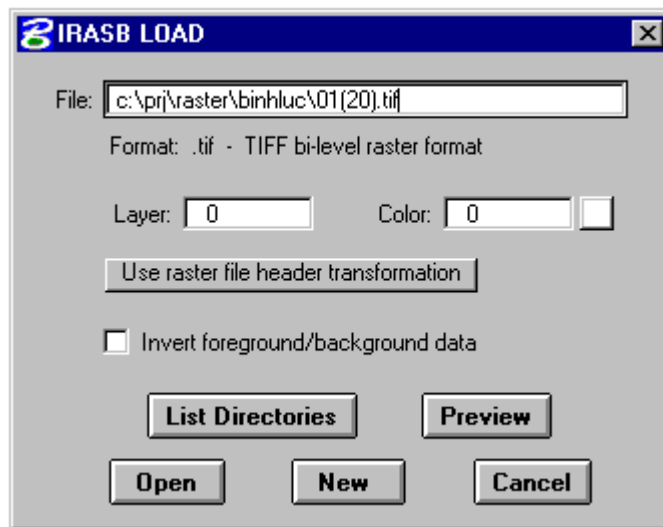 IRASB LOAD
File: c:\prj\raster\binhluc\01(20).tif
Format: .tif - TIFF bi-level raster format
Layer: 0 Color: 0
Use raster file header transformation
Invert foreground/background data
List Directories Preview
Open New Cancel